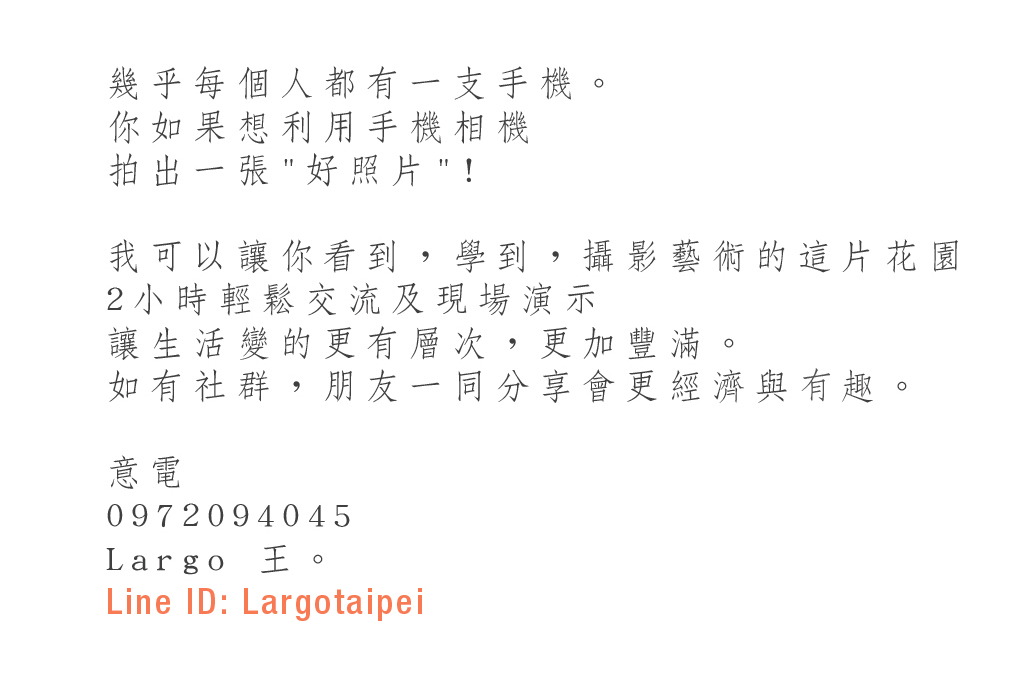 幾乎每個人都有一支手機。
你如果想利用手機相機
拍出一張"好照片"!
我可以讓你看到，學到，攝影藝術的這片花園
2小時輕鬆交流及現場演示
讓生活變的更有層次，更加豐滿。
如有社群，朋友一同分享會更經濟與有趣。
意電
0972094045
Largo 王。
Line ID: Largotaipei